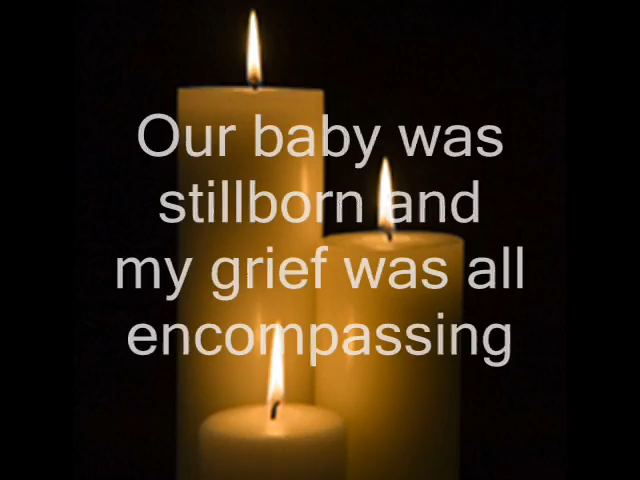 Our baby was
stillborn and
my grief was all
encompassing